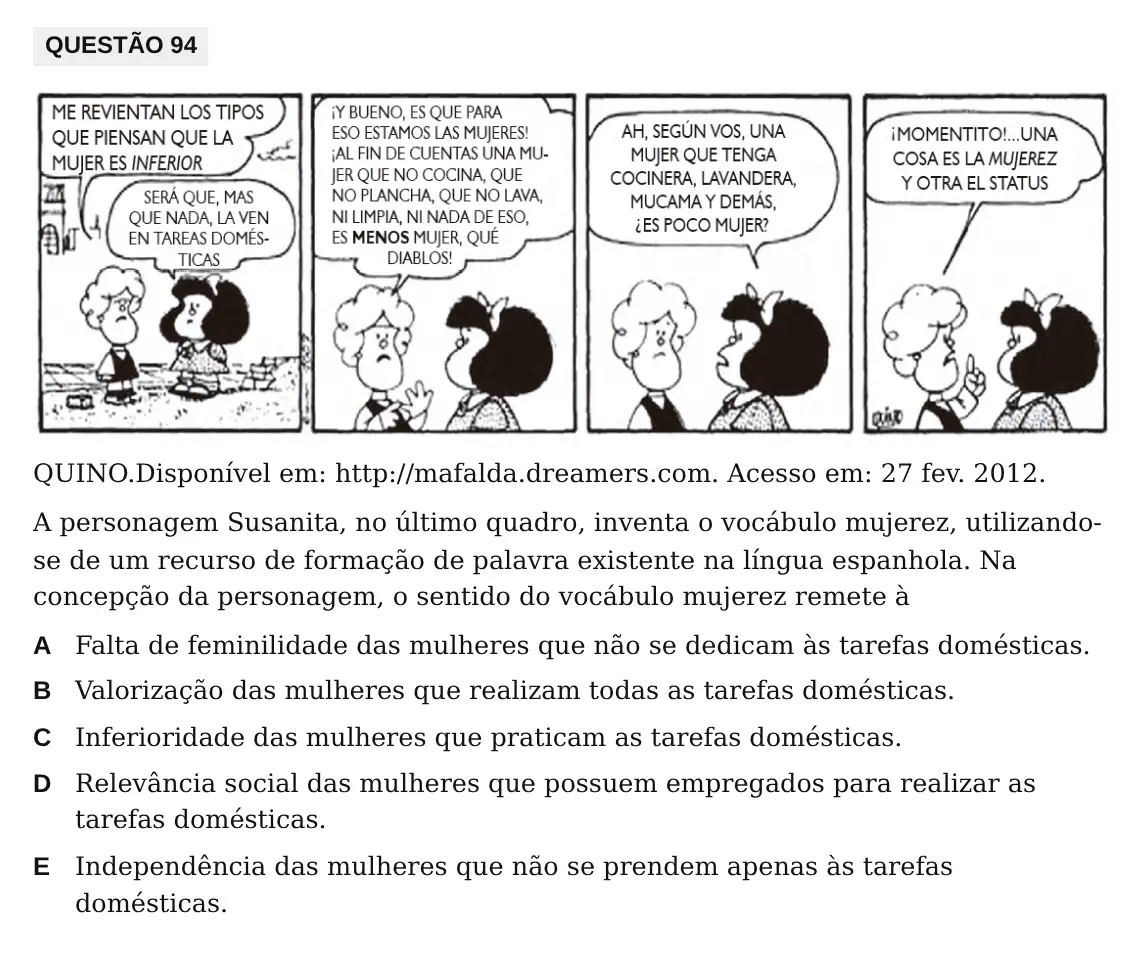 QUESTÃO 94
ME REVIENTAN LOS TIPOS
QUE PIENSAN QUE LA
MUJER ES INFERIOR
SERÁ QUE, MAS
QUE NADA, LA VEN
EN TAREAS DOMÉS-
TICAS
¡Y BUENO, ES QUE PARA
ESO ESTAMOS LAS MUJERES!
¡AL FIN DE CUENTAS UNA MU-
JER QUE NO COCINA, QUE
NO PLANCHA, QUE NO LAVA,
NI LIMPIA, NI NADA DE ESO,
ES MENOS MUJER, QUÉ
DIABLOS!
AH, SEGÚN VOS, UNA
MUJER QUE TENGA
COCINERA, LAVANDERA,
MUCAMA Y DEMÁS,
¿ES POCO MUJER?
¡MOMENTITO!...UNA
COSA ES LA MUJEREZ
Y OTRA EL STATUS
QUINO
QUINO.Disponível em: http://mafalda.dreamers.com. Acesso em: 27 fev. 2012.
A personagem Susanita, no último quadro, inventa o vocábulo mujerez, utilizando-
se de um recurso de formação de palavra existente na língua espanhola. Na
concepção da personagem, o sentido do vocábulo mujerez remete à
A Falta de feminilidade das mulheres que não se dedicam às tarefas domésticas.
B Valorização das mulheres que realizam todas as tarefas domésticas.
C Inferioridade das mulheres que praticam as tarefas domésticas.
D Relevância social das mulheres que possuem empregados para realizar as
tarefas domésticas.
E Independência das mulheres que não se prendem apenas às tarefas
domésticas.